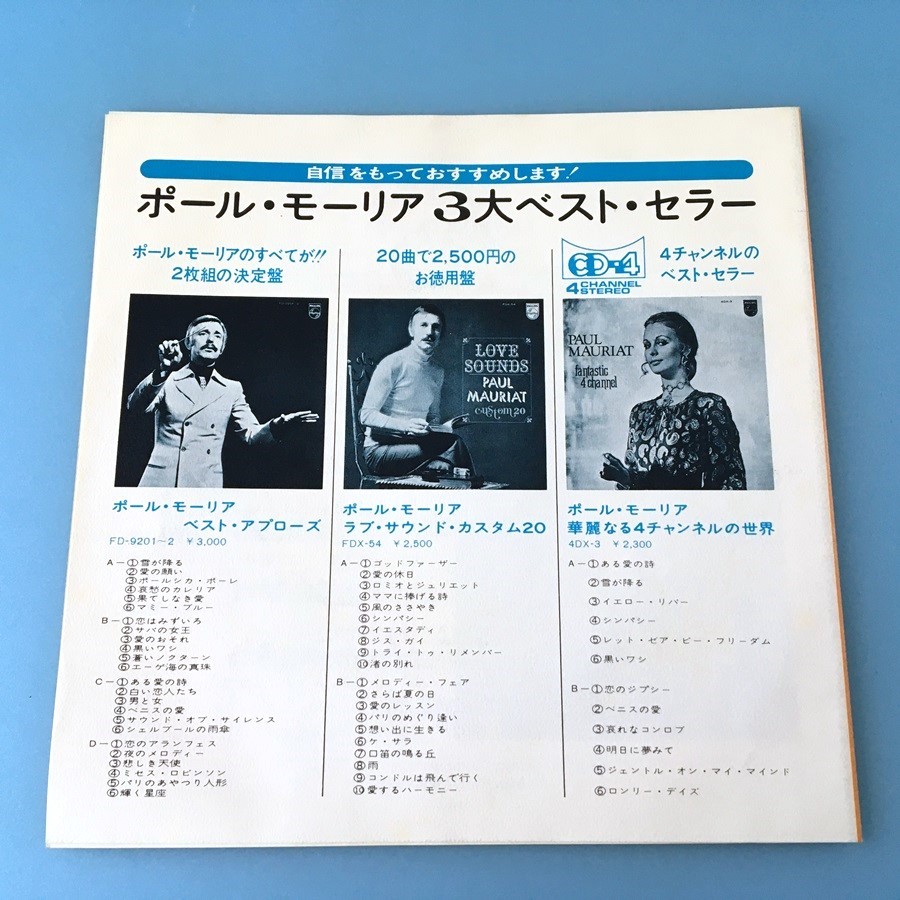 自信をもっておすすめします！
ポール・モーリア 3大ベスト・セラー
ポール・モーリアのすべてが!!
2枚組の決定盤
ポール・モーリア
ベスト・アプローズ
FD-9201〜2 ¥3,000
A─①雪が降る
②愛の願い
③ポールシカ・ポーレ
④哀愁のカレリア
⑤果てしなき愛
⑥マミー・ブルー
B─①恋はみずいろ
②サバの女王
③愛のおそれ
④黒いワシ
⑤蒼いノクターン
⑥エーゲ海の真珠
C─①ある愛の詩
②白い恋人たち
③男と女
④ベニスの愛
⑤サウンド・オブ・サイレンス
⑥シェルブールの雨傘
D─①恋のアランフェス
②夜のメロディー
③悲しき天使
④ミセス・ロビンソン
⑤パリのあやつり人形
⑥輝く星座
20曲で2,500円の
お徳用盤
LOVE
SOUNDS
PAUL
MAURIAT
custom 20
ポール・モーリア
ラブ・サウンド・カスタム20
FDX-54 ¥2,500
A─①ゴッドファーザー
②愛の休日
③ロミオとジュリエット
④ママに捧げる詩
⑤風のささやき
⑥シンパシー
⑦イエスタディ
⑧ジス・ガイ
⑨トライ・トゥ・リメンバー
⑩渚の別れ
B─①メロディー・フェア
②さらば夏の日
③愛のレッスン
④パリのめぐり逢い
⑤想い出に生きる
⑥ケ・サラ
⑦口笛の鳴る丘
⑧雨
⑨コンドルは飛んで行く
⑩愛するハーモニー
CD-4
4 CHANNEL
STEREO
4チャンネルの
ベスト・セラー
PAUL
MAURIAT
fantastic
4 channel
ポール・モーリア
華麗なる4チャンネルの世界
4DX-3 ¥2,300
A─①ある愛の詩
②雪が降る
③イエロー・リバー
④シンパシー
⑤レット・ゼア・ビー・フリーダム
⑥黒いワシ
B─①恋のジプシー
②ベニスの愛
③哀れなコンロブ
④明日に夢みて
⑤ジェントル・オン・マイ・マインド
⑥ロンリー・デイズ